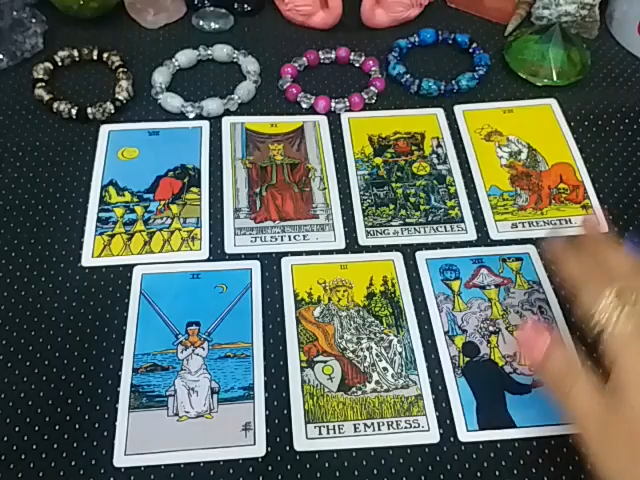 VIII
XI
JUSTICE.
KING of PENTACLES.
VIII
STRENGTH.
II
III
THE EMPRESS.
VII